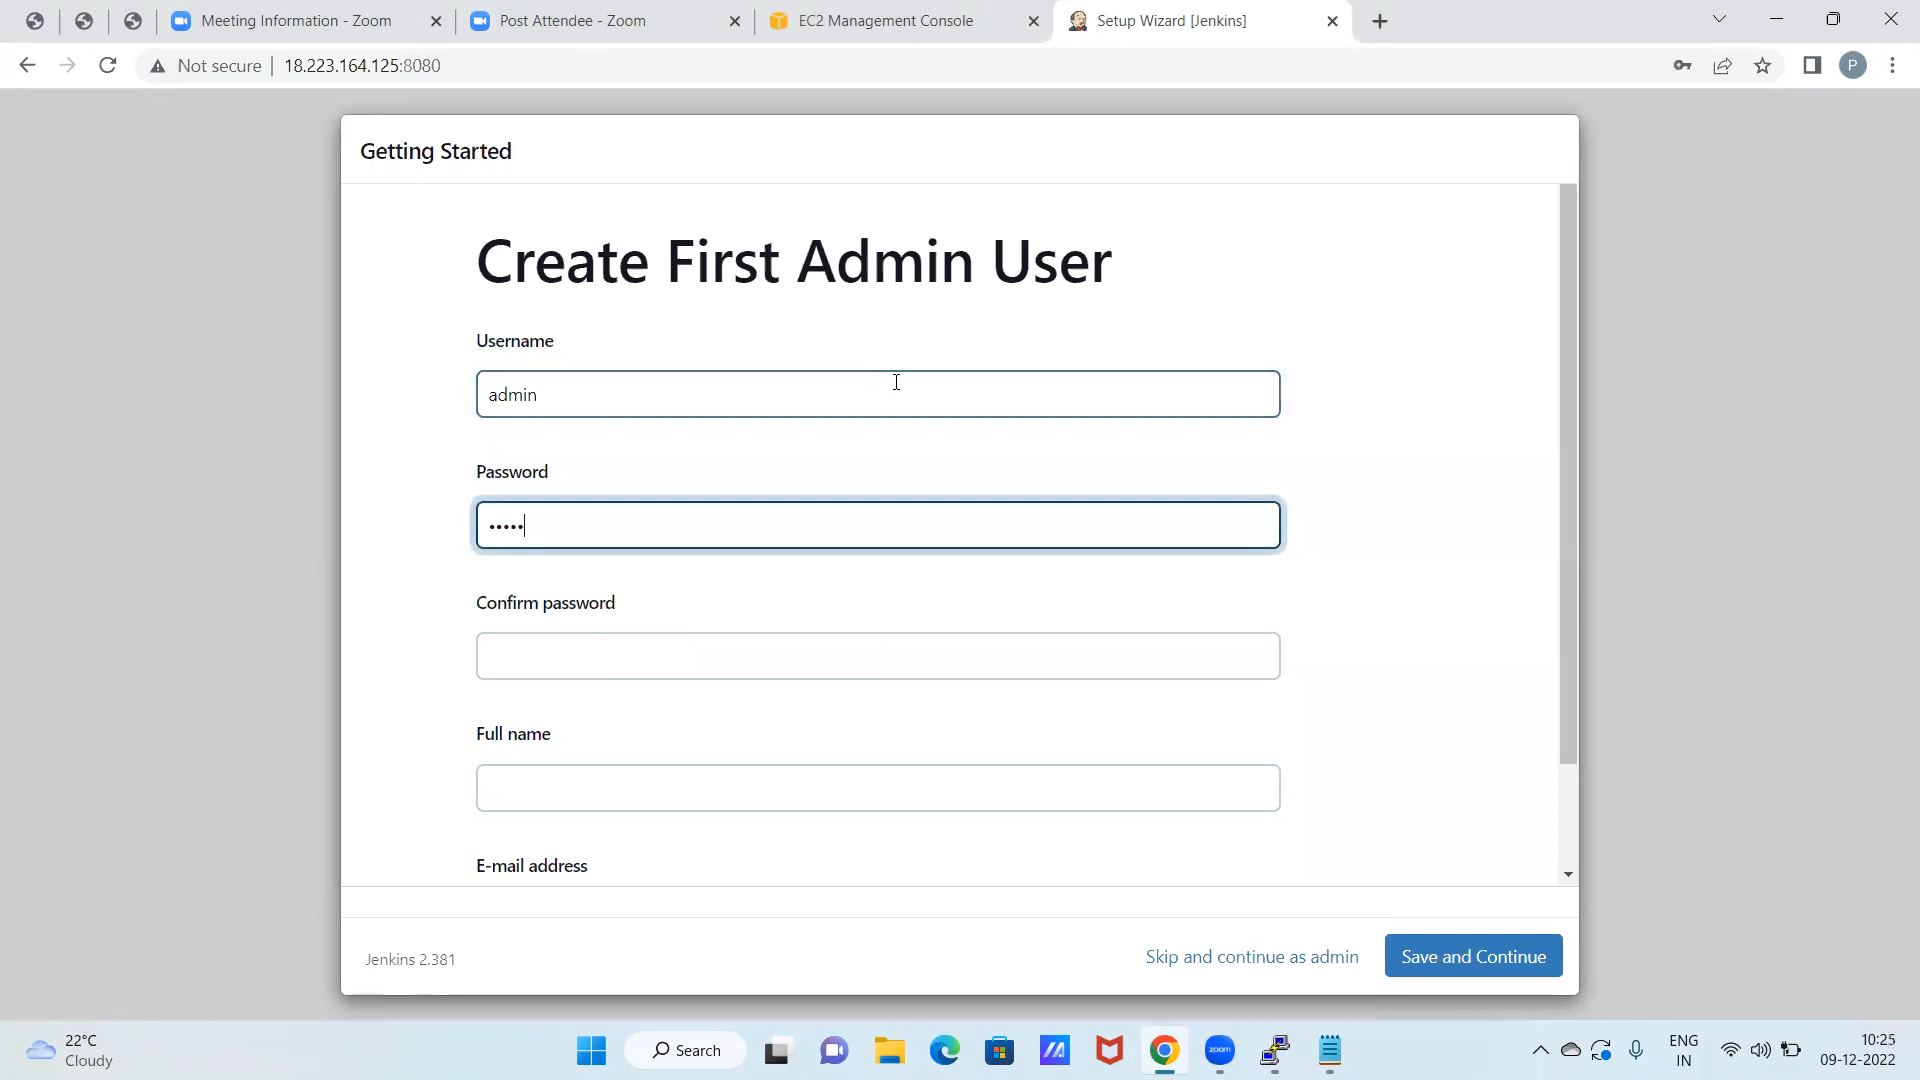 Meeting Information - Zoom
Post Attendee - Zoom
EC2 Management Console
Setup Wizard [Jenkins]
Not secure
18.223.164.125:8080
P
Getting Started
Create First Admin User
Username
admin
Password
•••••
Confirm password
Full name
E-mail address
Jenkins 2.381
Skip and continue as admin
Save and Continue
22°C
Cloudy
Search
zoom
ENG
IN
10:25
09-12-2022